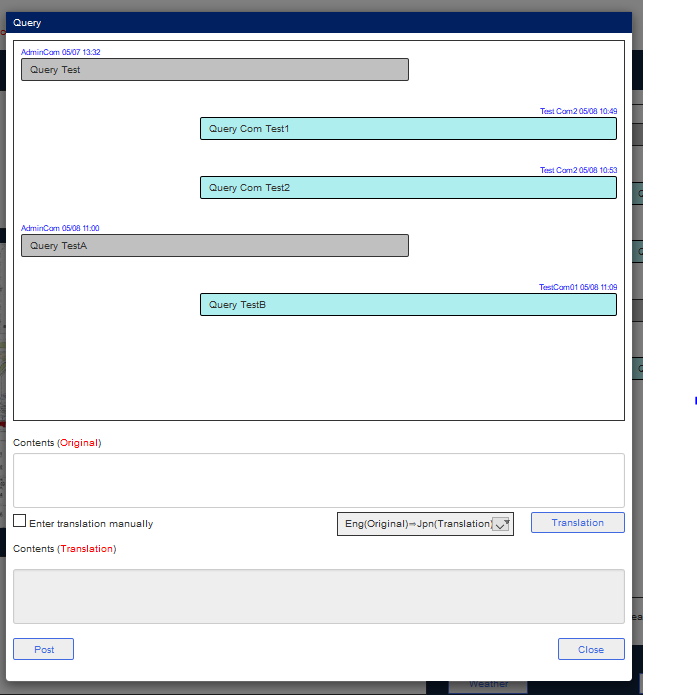 Query
AdminCom 05/07 13:32
Query Test
Test Com2 05/08 10:49
Query Com Test1
Test Com2 05/08 10:53
Query Com Test2
AdminCom 05/08 11:00
Query TestA
TestCom01 05/08 11:09
Query TestB
Contents (Original)
Enter translation manually
Eng(Original)⇒Jpn(Translation)
Translation
Contents (Translation)
Post
Close
Weather